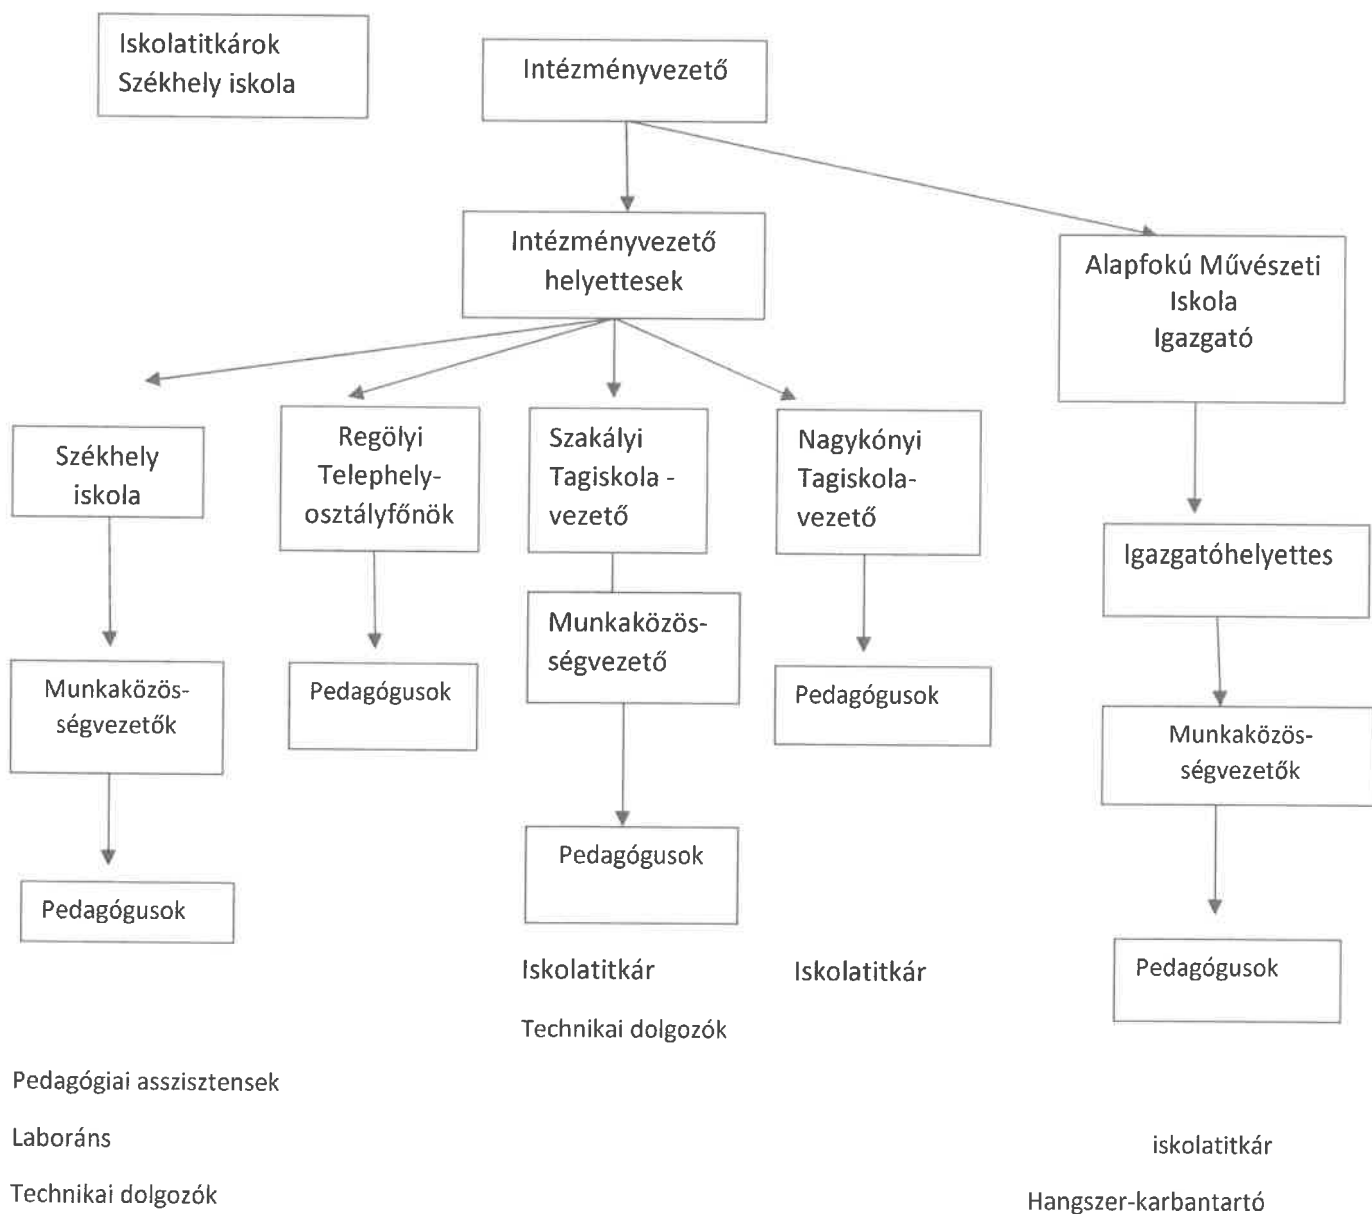 Iskolatitkárok
Székhely iskola
Intézményvezető
Intézményvezető
helyettesek
Alapfokú Művészeti
Iskola
Igazgató
Székhely
iskola
Regölyi
Telephely-
osztályfőnök
Szakályi
Tagiskola -
vezető
Nagykónyi
Tagiskola-
vezető
Igazgatóhelyettes
Munkaközös-
ségvezetők
Pedagógusok
Munkaközös-
ségvezető
Pedagógusok
Munkaközös-
ségvezetők
Pedagógusok
Pedagógusok
Pedagógusok
Iskolatitkár
Iskolatitkár
Technikai dolgozók
Pedagógiai asszisztensek
Laboráns
iskolatitkár
Technikai dolgozók
Hangszer-karbantartó